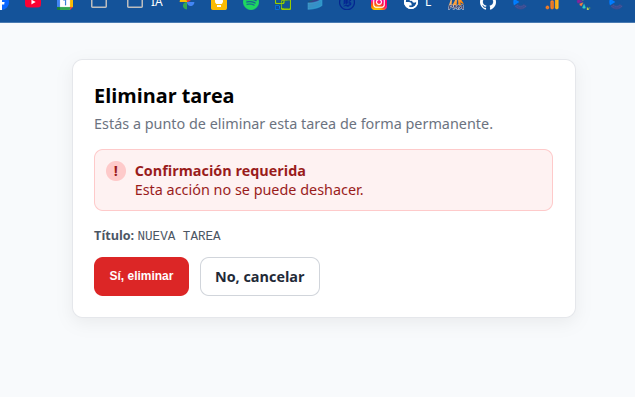 IA L
Eliminar tarea
Estás a punto de eliminar esta tarea de forma permanente.
!
Confirmación requerida
Esta acción no se puede deshacer.
Título: NUEVA TAREA
Sí, eliminar No, cancelar